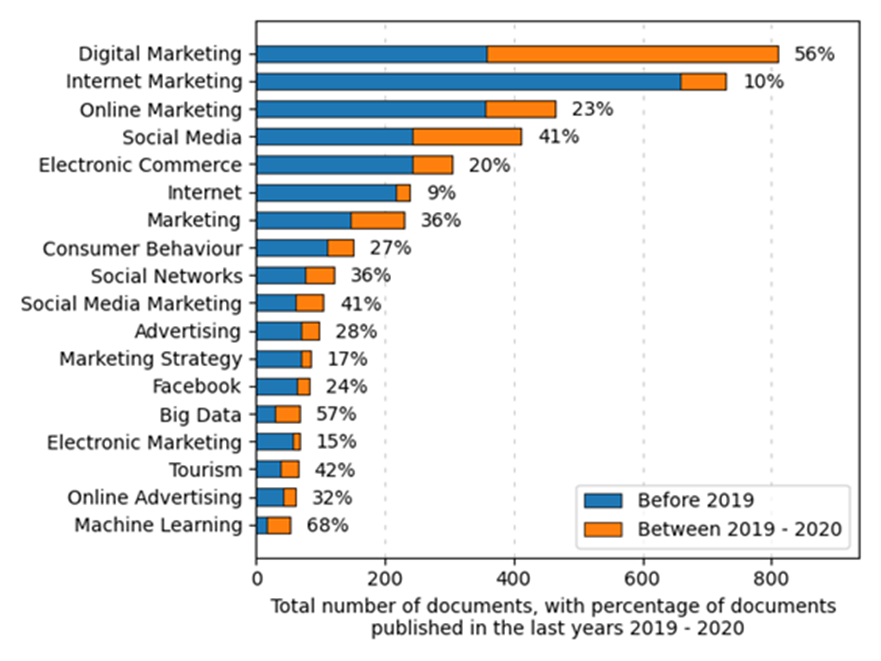 Digital Marketing 56%
Internet Marketing 10%
Online Marketing 23%
Social Media 41%
Electronic Commerce 20%
Internet 9%
Marketing 36%
Consumer Behaviour 27%
Social Networks 36%
Social Media Marketing 41%
Advertising 28%
Marketing Strategy 17%
Facebook 24%
Big Data 57%
Electronic Marketing 15%
Tourism 42%
Online Advertising 32%
Machine Learning 68%
Before 2019
Between 2019 - 2020
0 200 400 600 800
Total number of documents, with percentage of documents
published in the last years 2019 - 2020